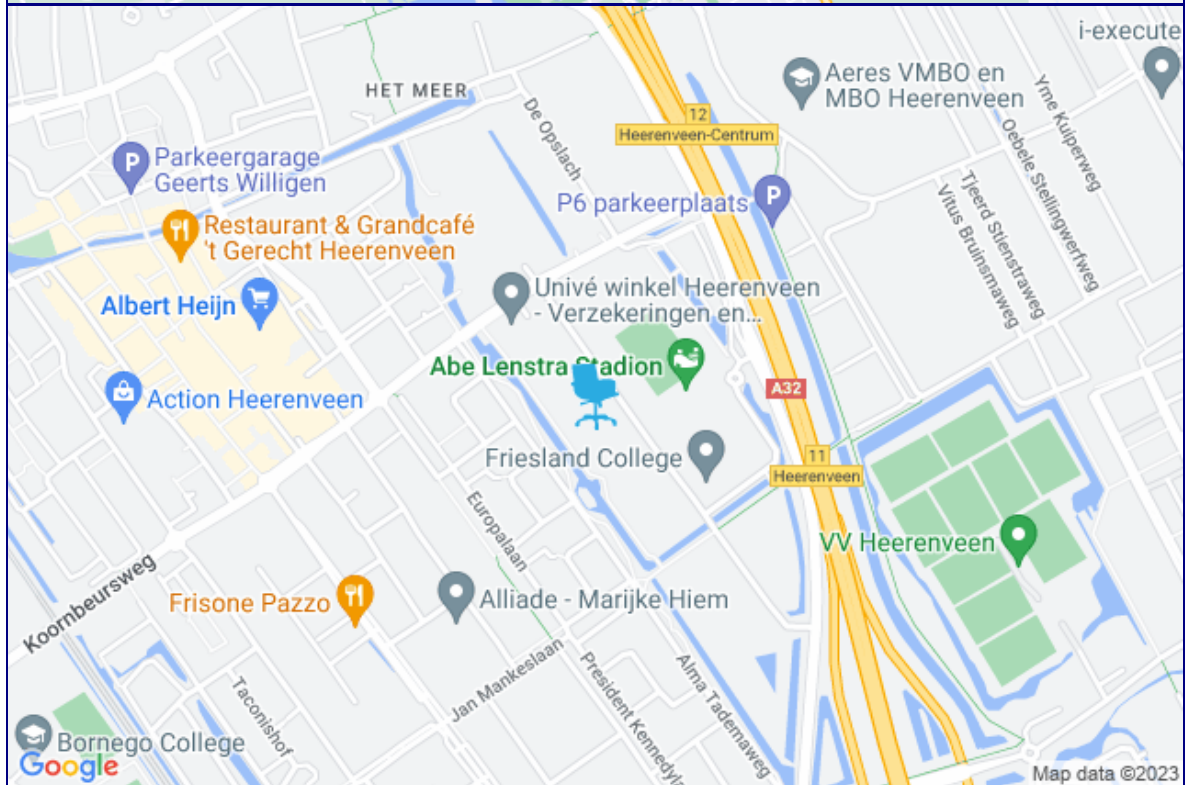 i-execute
Aeres VMBO en
MBO Heerenveen
HET MEER
De Opslach
12
Heerenveen-Centrum
Yme Kuiperweg
Oebele Stellingwerfweg
Tjeerd Stienstraweg
Vitus Bruinsmaweg
P
Parkeergarage
Geerts Willigen
P6 parkeerplaats
P
Restaurant & Grandcafé
't Gerecht Heerenveen
Albert Heijn
Univé winkel Heerenveen
- Verzekeringen en...
Abe Lenstra Stadion
A32
Action Heerenveen
Friesland College
11
Heerenveen
Europalaan
VV Heerenveen
Koornbeursweg
Frisone Pazzo
Alliade - Marijke Hiem
Jan Mankeslaan
President Kennedyl
Alma Tademaweg
Taconishof
Bornego College
Google
Map data ©2023